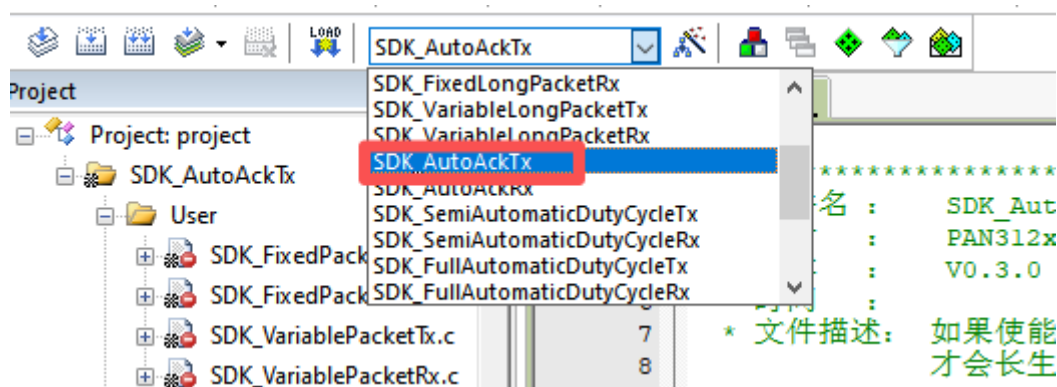 LOAD
SDK_AutoAckTx
Project
SDK_FixedLongPacketRx
SDK_VariableLongPacketTx
SDK_VariableLongPacketRx
SDK_AutoAckTx
SDK_AutoAckRx
SDK_SemiAutomaticDutyCycleTx
SDK_SemiAutomaticDutyCycleRx
SDK_FullAutomaticDutyCycleTx
SDK_FullAutomaticDutyCycleRx
Project: project
SDK_AutoAckTx
User
SDK_FixedPack
SDK_FixedPack
SDK_VariablePacketTx.c
SDK_VariablePacketRx.c
****************
名 : SDK_Aut
: PAN312x
: V0.3.0
:
7 * 文件描述: 如果使能
8 才会长生